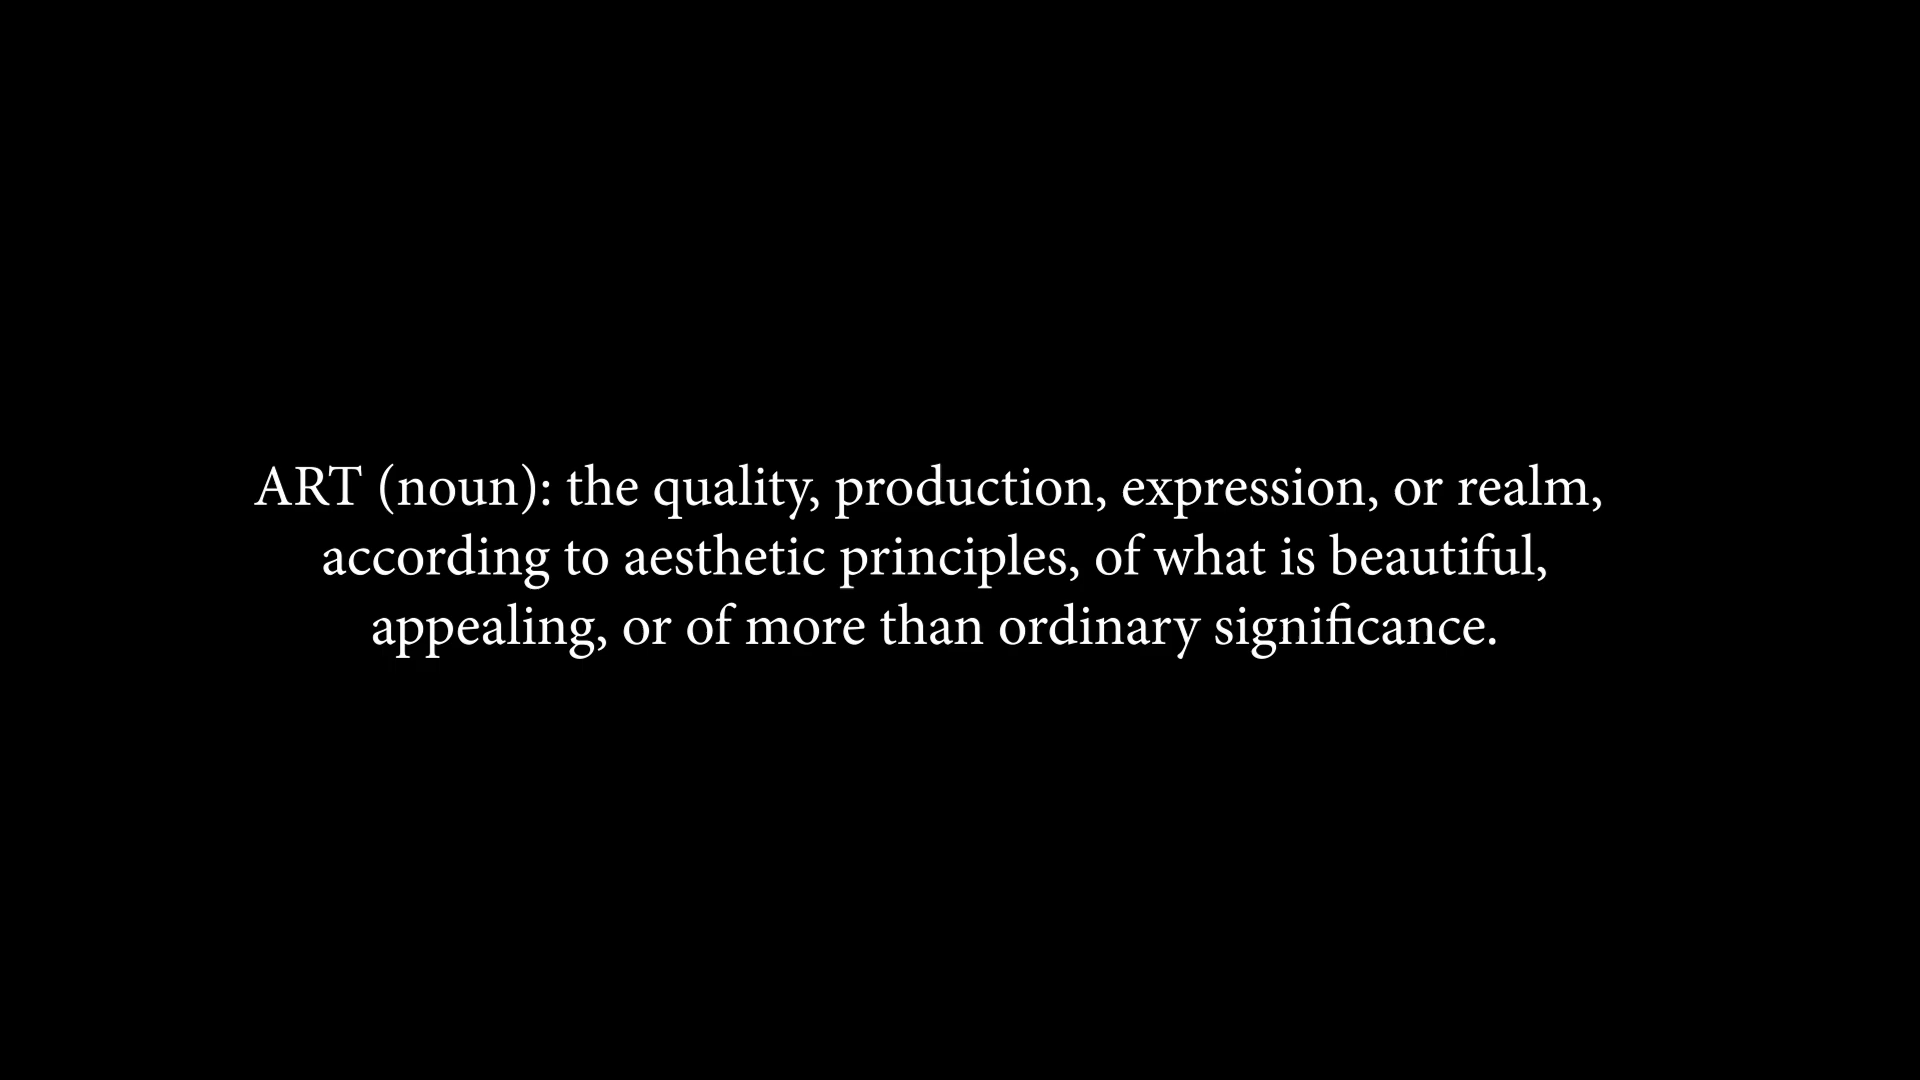 ART (noun): the quality, production, expression, or realm,
according to aesthetic principles, of what is beautiful,
appealing, or of more than ordinary significance.